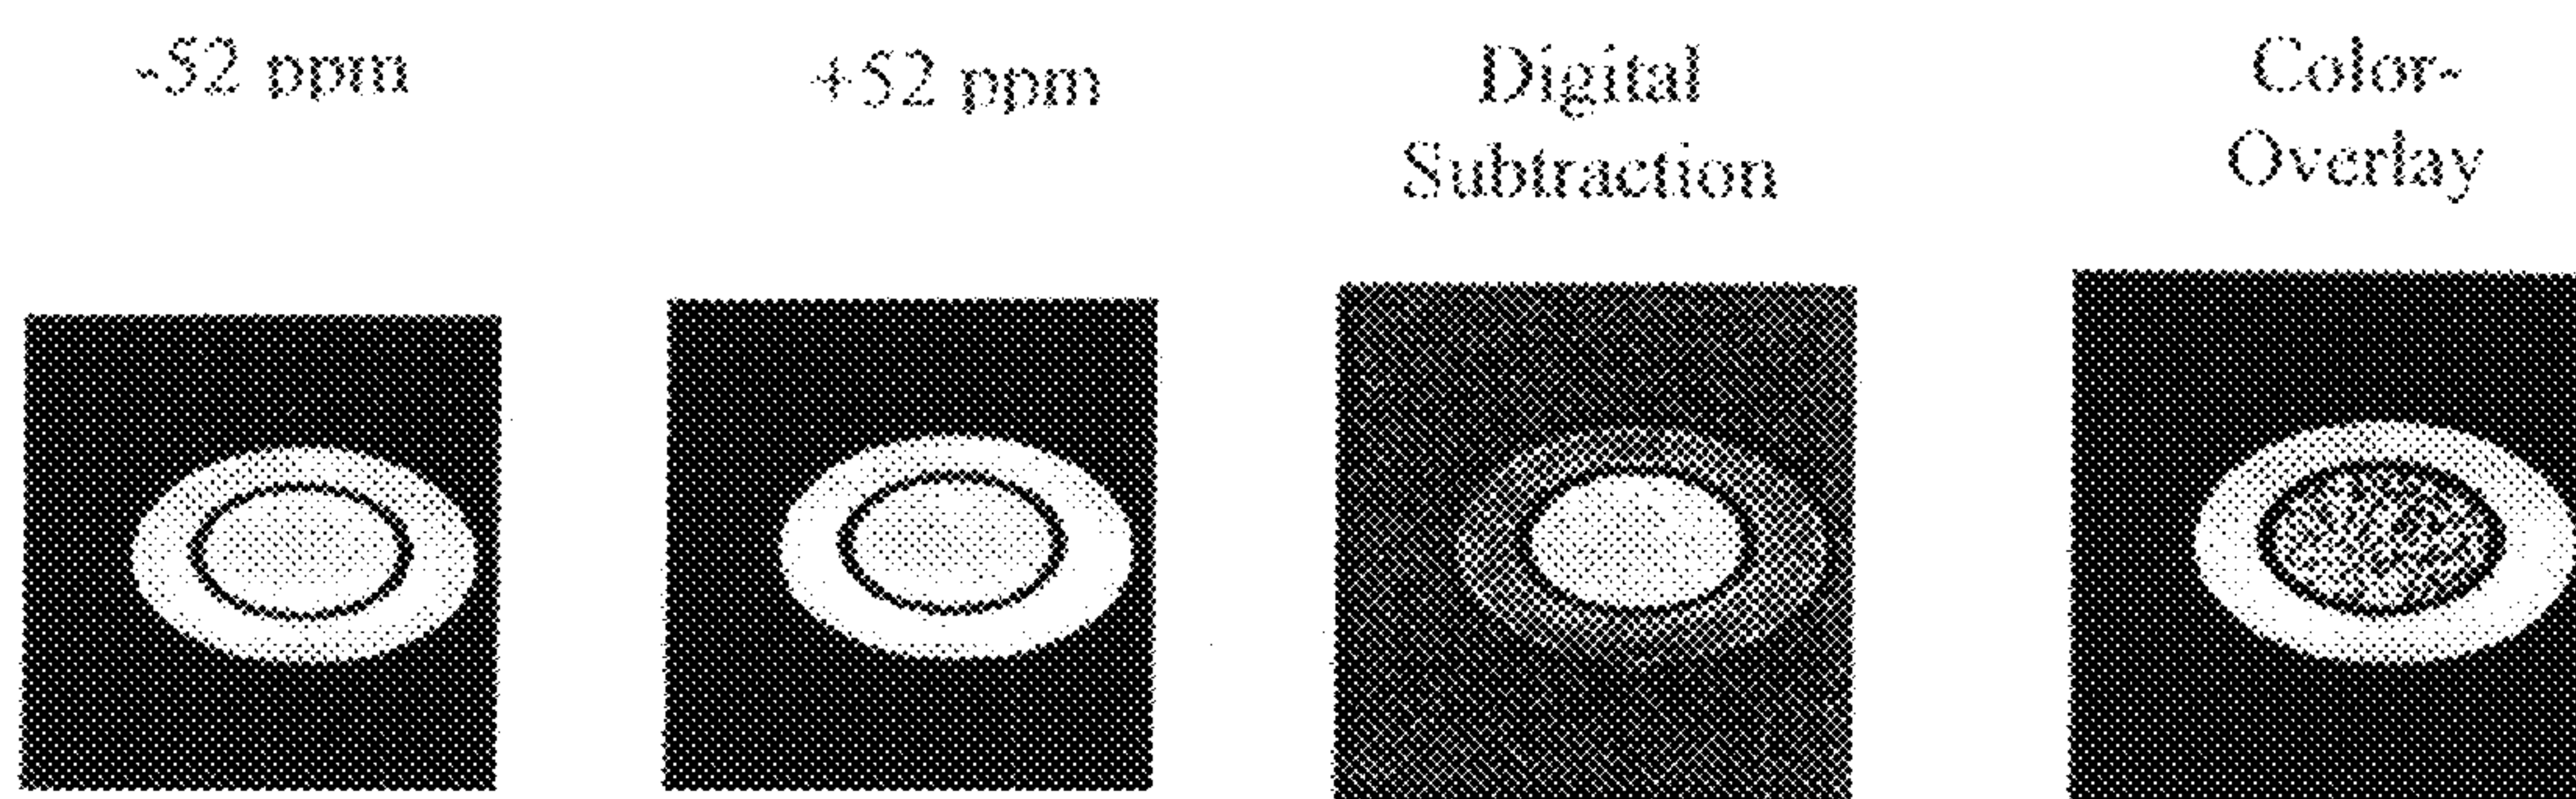 -52 ppm
+52 ppm
Digital
Subtraction
Color-
Overlay